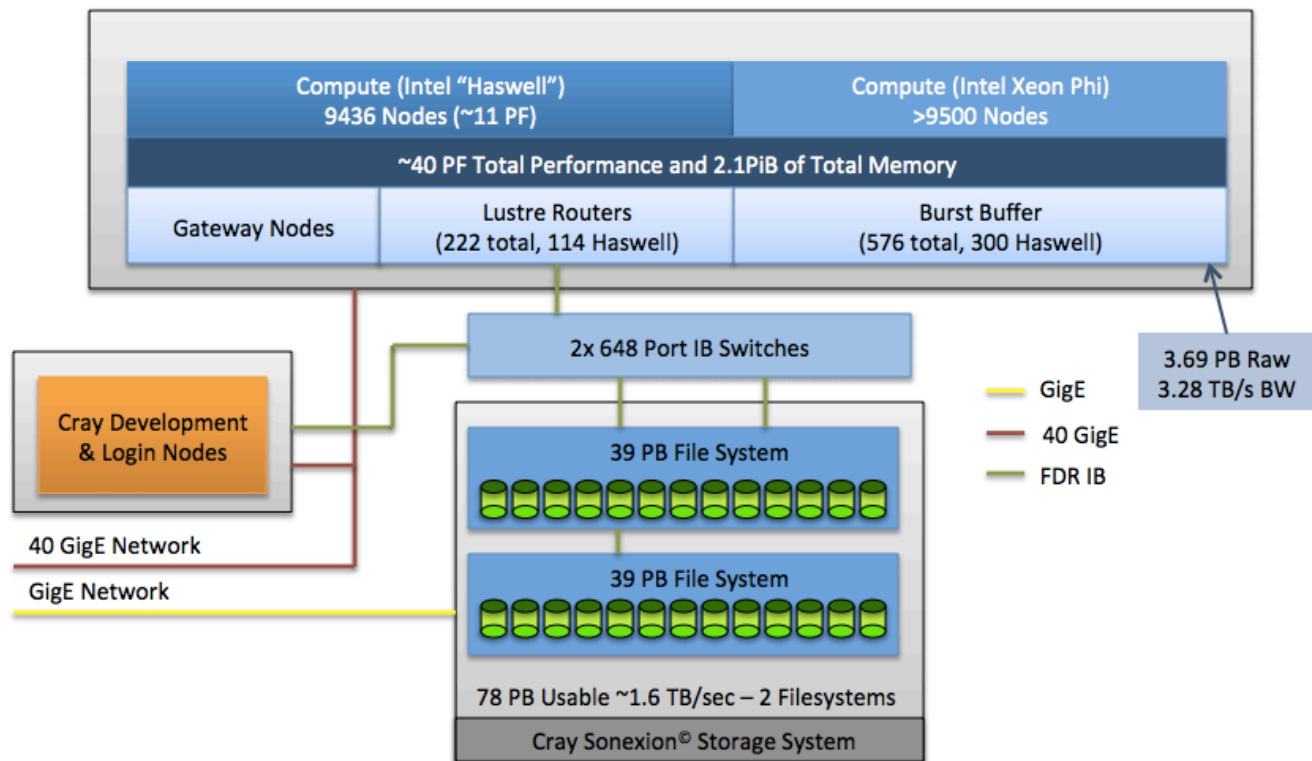 Compute (Intel “Haswell”)
9436 Nodes (~11 PF)
Compute (Intel Xeon Phi)
>9500 Nodes
~40 PF Total Performance and 2.1PiB of Total Memory
Gateway Nodes
Lustre Routers
(222 total, 114 Haswell)
Burst Buffer
(576 total, 300 Haswell)
2x 648 Port IB Switches
3.69 PB Raw
3.28 TB/s BW
Cray Development
& Login Nodes
GigE
40 GigE
FDR IB
39 PB File System
40 GigE Network
GigE Network
39 PB File System
78 PB Usable ~1.6 TB/sec – 2 Filesystems
Cray Sonexion© Storage System